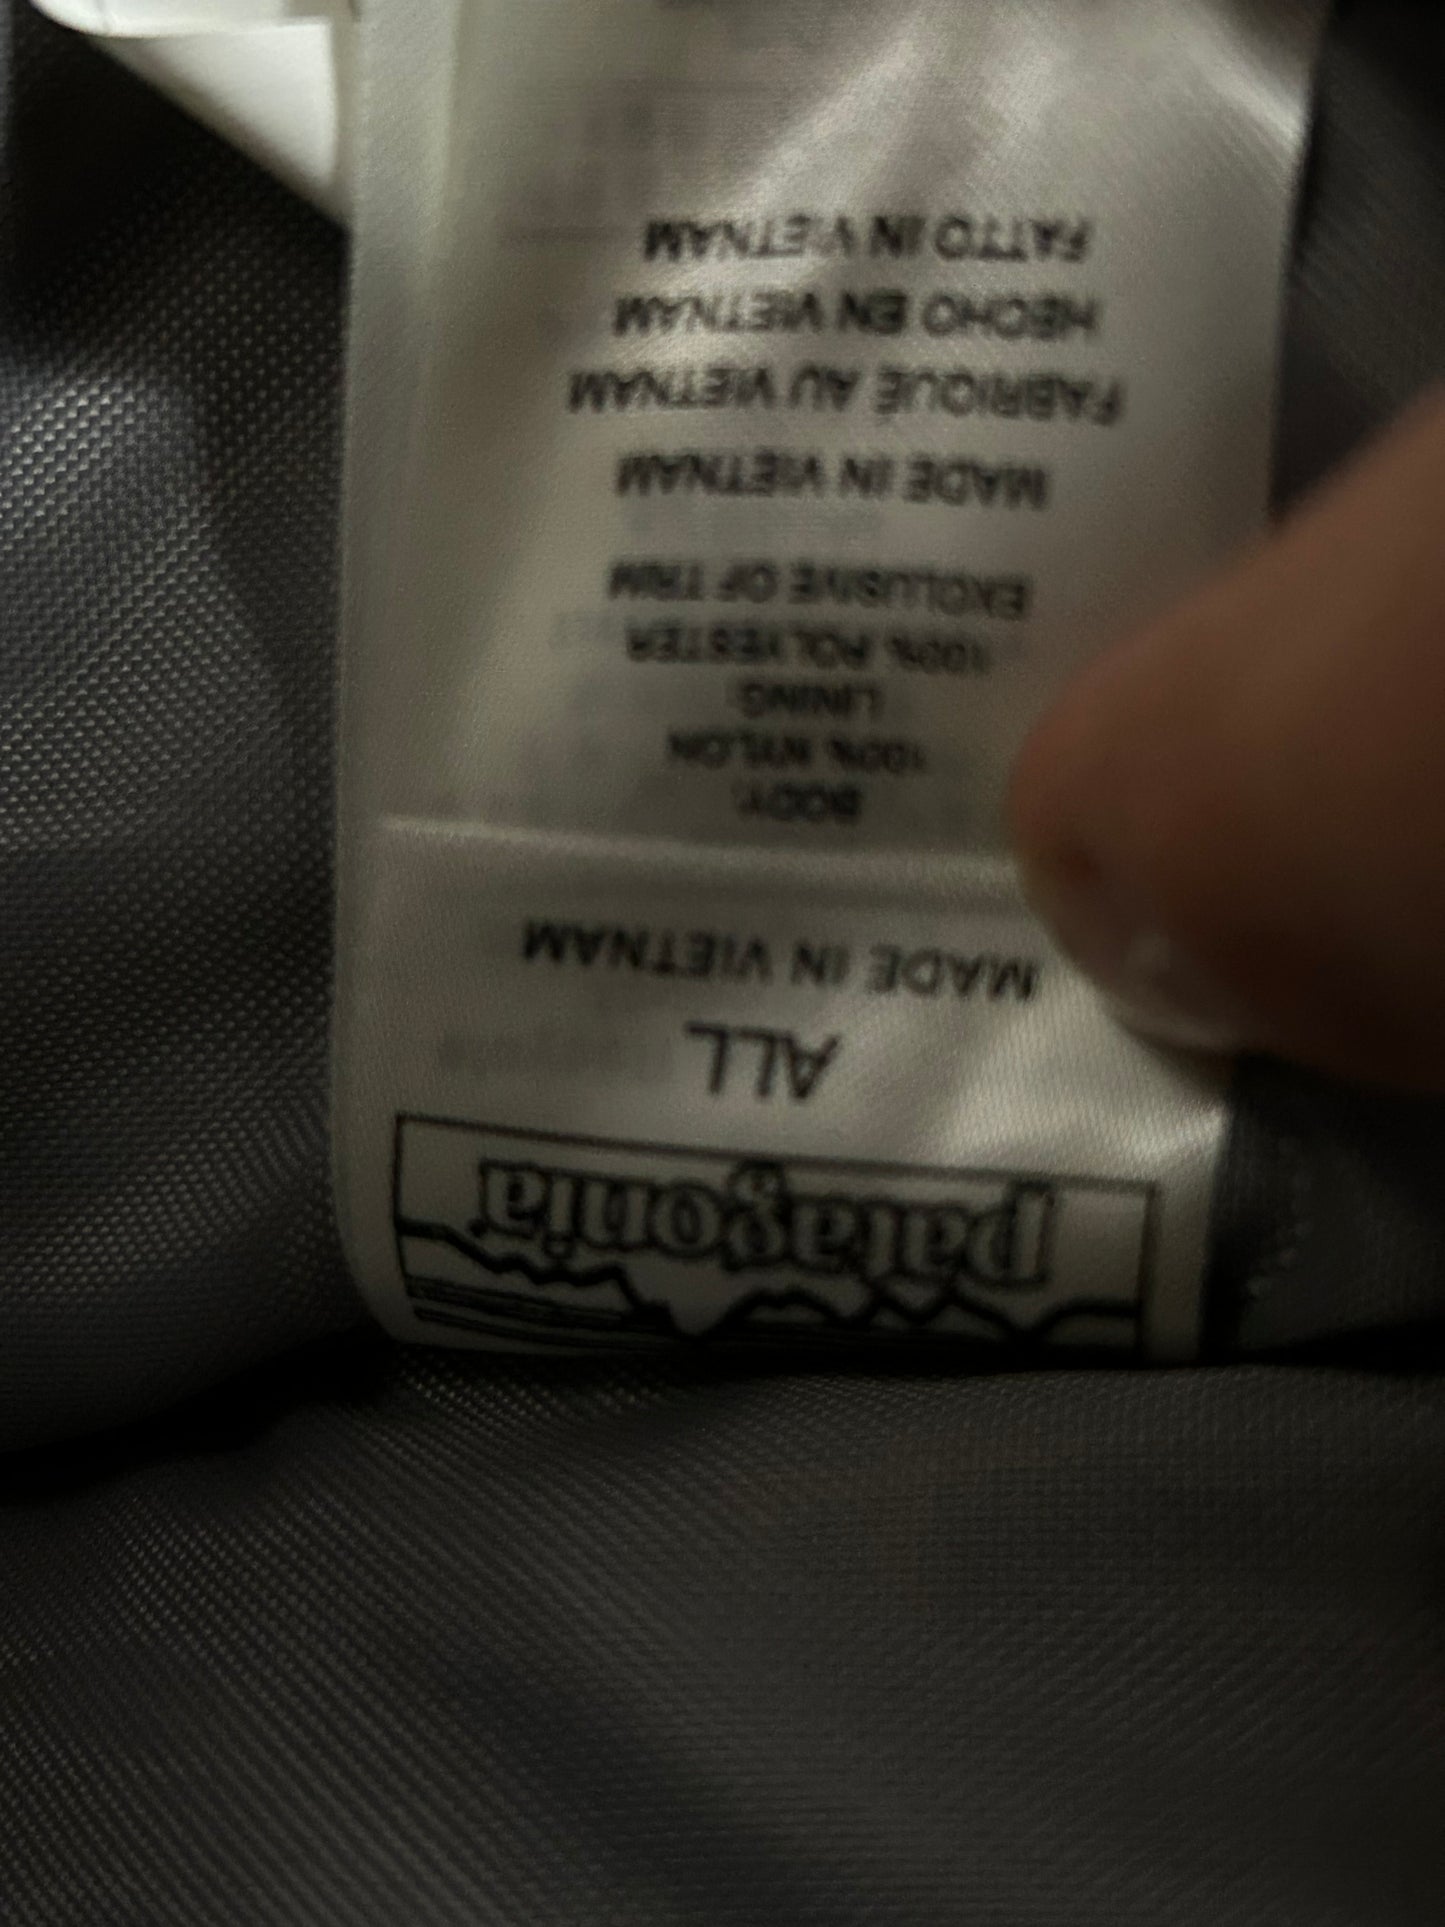 patagonia
ALL
MADE IN VIETNAM
BODY:
100% NYLON
LINING:
100% POLYESTER
EXCLUSIVE OF TRIM
MADE IN VIETNAM
FABRIQUÉ AU VIETNAM
HECHO EN VIETNAM
FATTO IN VIETNAM